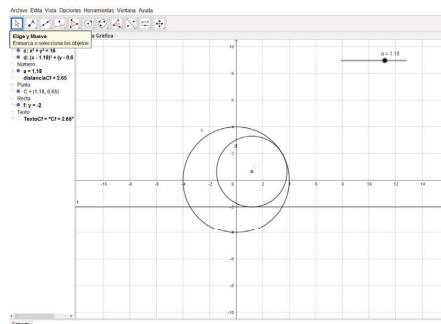 Archivo Edita Vista Opciones Herramientas Ventana Ayuda
Elige y Mueve
Entrarca o selecciona los objetos
a Gráfica
c: x² + y² = 16
d: (x - 1.18)² + (y - 0.6
Número
a = 1.18
distanciaCf = 2.65
Punto
C = (1.18, 0.65)
Recta
f: y = -2
Texto
TextoCf = "Cf = 2.65"
a = 1.18
10
8
6
4
2
c
d
C
-10 -8 -6 -4 -2 0 2 4 6 8 10 12 14
f
-2
-4
-6
-8
-10